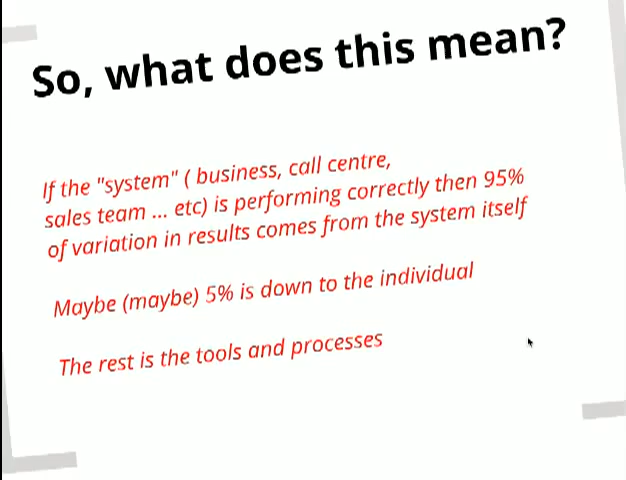 So, what does this mean?
If the "system" ( business, call centre,
sales team ... etc) is performing correctly then 95%
of variation in results comes from the system itself
Maybe (maybe) 5% is down to the individual
The rest is the tools and processes